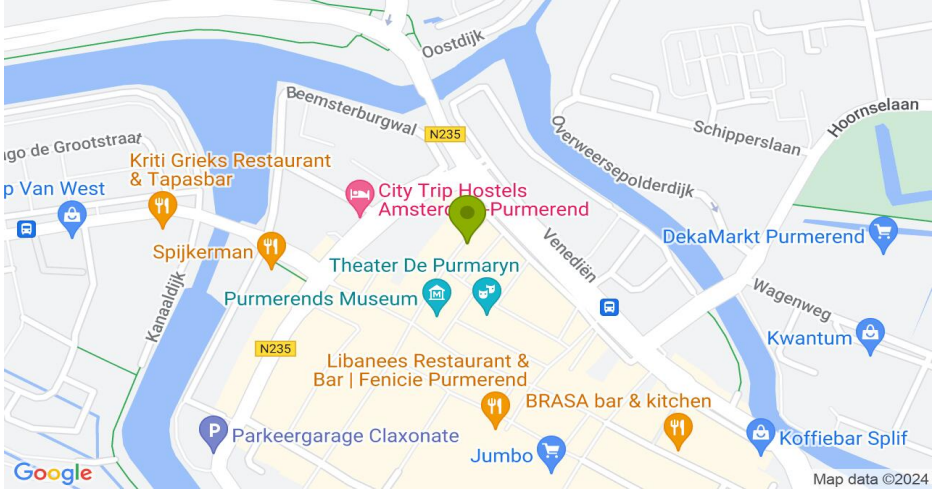 Oostdijk
Beemsterburgwal
N235
Hoornselaan
Schipperslaan
Overweersepolderdijk
ago de Grootstraat
Kriti Grieks Restaurant
& Tapasbar
p Van West
City Trip Hostels
Amsterdam-Purmerend
Spijkerman
Venediën
DekaMarkt Purmerend
Theater De Purmaryn
Purmerends Museum
Kanaaldijk
Wagenweg
Kwantum
N235
Libanees Restaurant &
Bar | Fenicie Purmerend
BRASA bar & kitchen
P
Parkeergarage Claxonate
Koffiebar Splif
Jumbo
Google
Map data ©2024